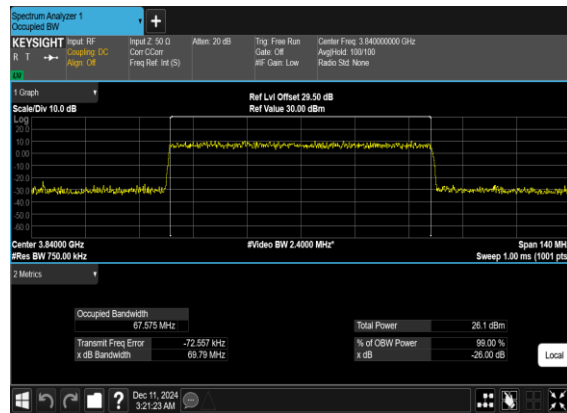 Spectrum Analyzer 1
Occupied BW
+
KEYSIGHT
R T
LW
Input: RF
Coupling: DC
Align: Off
Input Z: 50 Ω
Corr CCorr
Freq Ref: Int (S)
Atten: 20 dB
Trig: Free Run
Gate: Off
#IF Gain: Low
Center Freq: 3.840000000 GHz
Avg|Hold: 100/100
Radio Std: None
1 Graph
Scale/Div 10.0 dB
Ref Lvl Offset 29.50 dB
Ref Value 30.00 dBm
Log
20.0
10.0
0.00
-10.0
-20.0
-30.0
-40.0
-50.0
-60.0
Center 3.84000 GHz
#Res BW 750.00 kHz
#Video BW 2.4000 MHz*
Span 140 MHz
Sweep 1.00 ms (1001 pts)
2 Metrics
Occupied Bandwidth
67.575 MHz
Transmit Freq Error -72.557 kHz
x dB Bandwidth 69.79 MHz
Total Power 26.1 dBm
% of OBW Power 99.00 %
x dB -26.00 dB
Local
?
Dec 11, 2024
3:21:23 AM